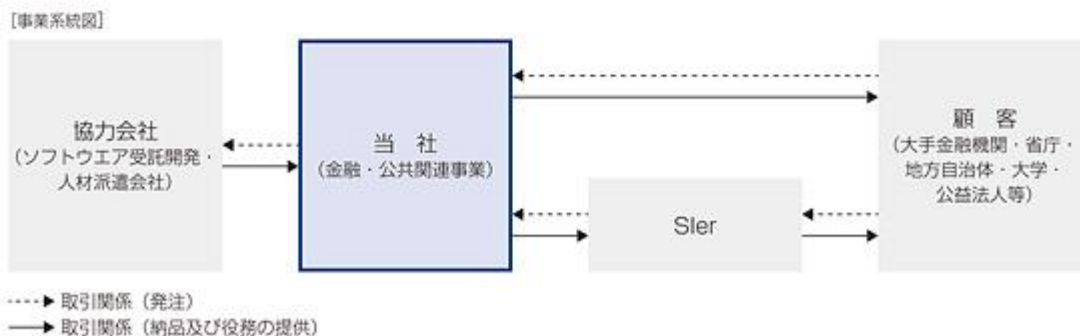 [事業系統図]
協力会社
(ソフトウエア受託開発・
人材派遣会社)
当　社
(金融・公共関連事業)
SIer
顧　客
(大手金融機関・省庁・
地方自治体・大学・
公益法人等)
取引関係(発注)
取引関係(納品及び役務の提供)